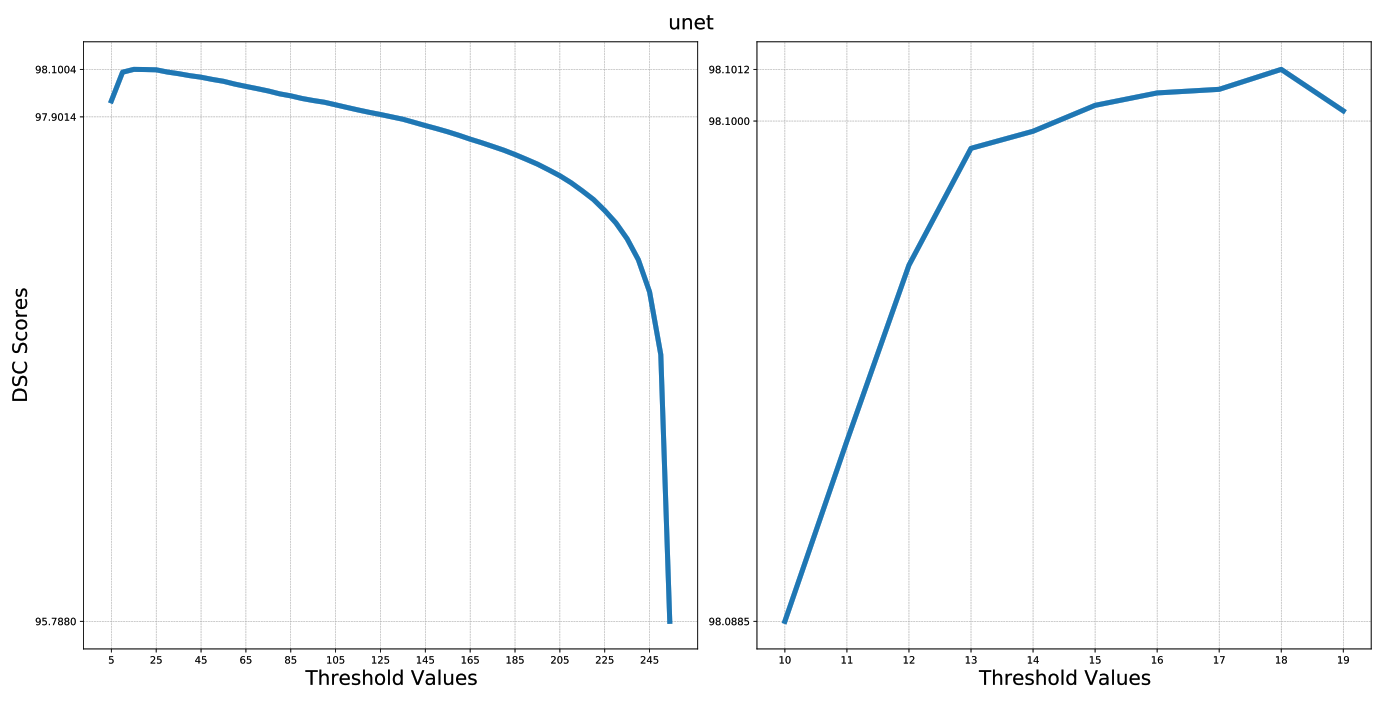 unet
DSC Scores
98.1004
97.9014
95.7880
5 25 45 65 85 105 125 145 165 185 205 225 245
Threshold Values
98.1012
98.1000
98.0885
10 11 12 13 14 15 16 17 18 19
Threshold Values